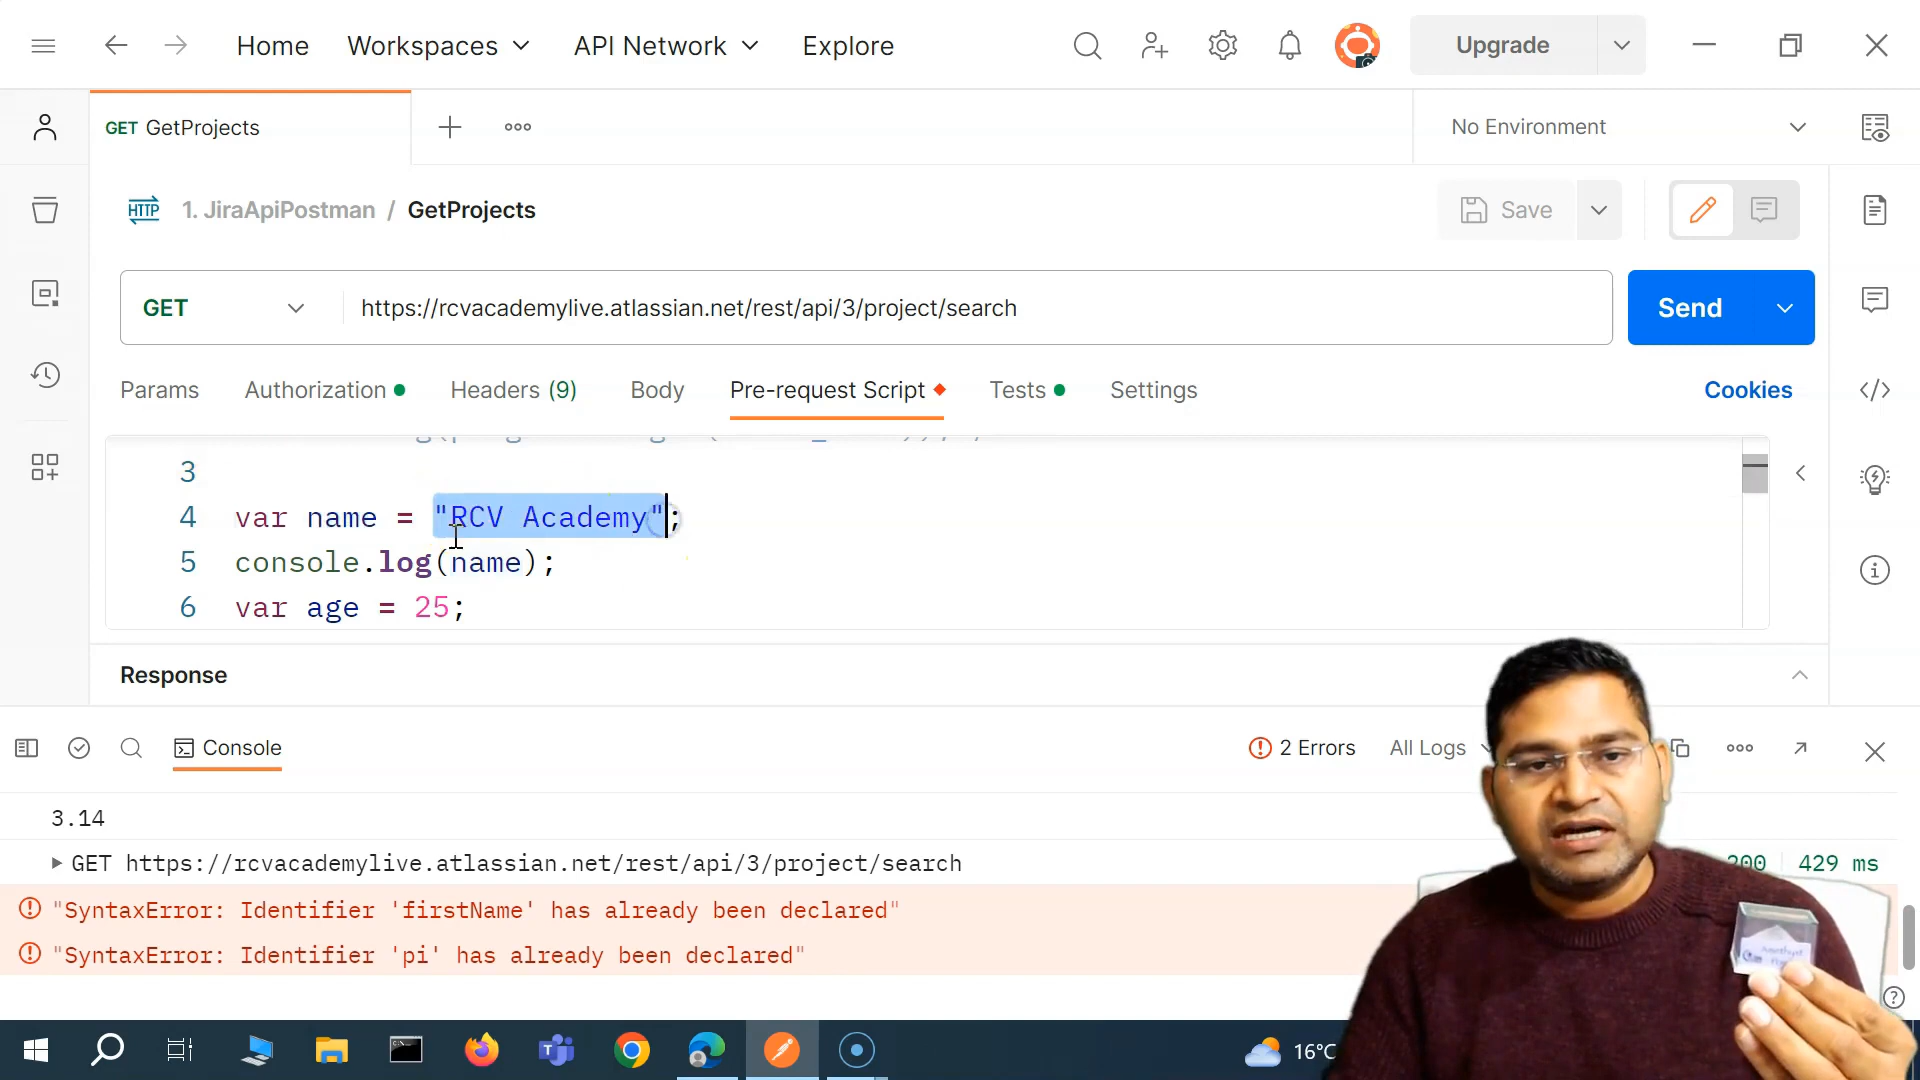 Home Workspaces API Network Explore Upgrade
GET GetProjects No Environment
HTTP 1. JiraApiPostman / GetProjects Save
GET https://rcvacademylive.atlassian.net/rest/api/3/project/search Send
Params Authorization Headers (9) Body Pre-request Script Tests Settings Cookies
3
4 var name = "RCV Academy";
5 console.log(name);
6 var age = 25;
Response
Console 2 Errors All Logs
3.14
GET https://rcvacademylive.atlassian.net/rest/api/3/project/search 200 429 ms
"SyntaxError: Identifier 'firstName' has already been declared"
"SyntaxError: Identifier 'pi' has already been declared"
Amethyst
16°C